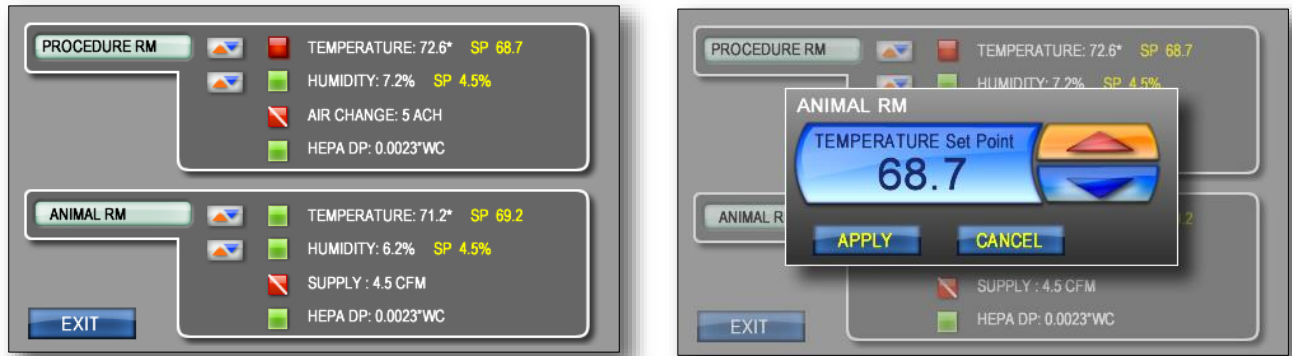 PROCEDURE RM
TEMPERATURE: 72.6* SP 68.7
HUMIDITY: 7.2% SP 4.5%
AIR CHANGE: 5 ACH
HEPA DP: 0.0023"WC
ANIMAL RM
TEMPERATURE: 71.2* SP 69.2
HUMIDITY: 6.2% SP 4.5%
SUPPLY : 4.5 CFM
HEPA DP: 0.0023"WC
EXIT
PROCEDURE RM
TEMPERATURE: 72.6* SP 68.7
HUMIDITY: 7.2% SP 4.5%
ANIMAL RM
TEMPERATURE Set Point
68.7
APPLY CANCEL
ANIMAL R
.2
SUPPLY : 4.5 CFM
HEPA DP: 0.0023"WC
EXIT